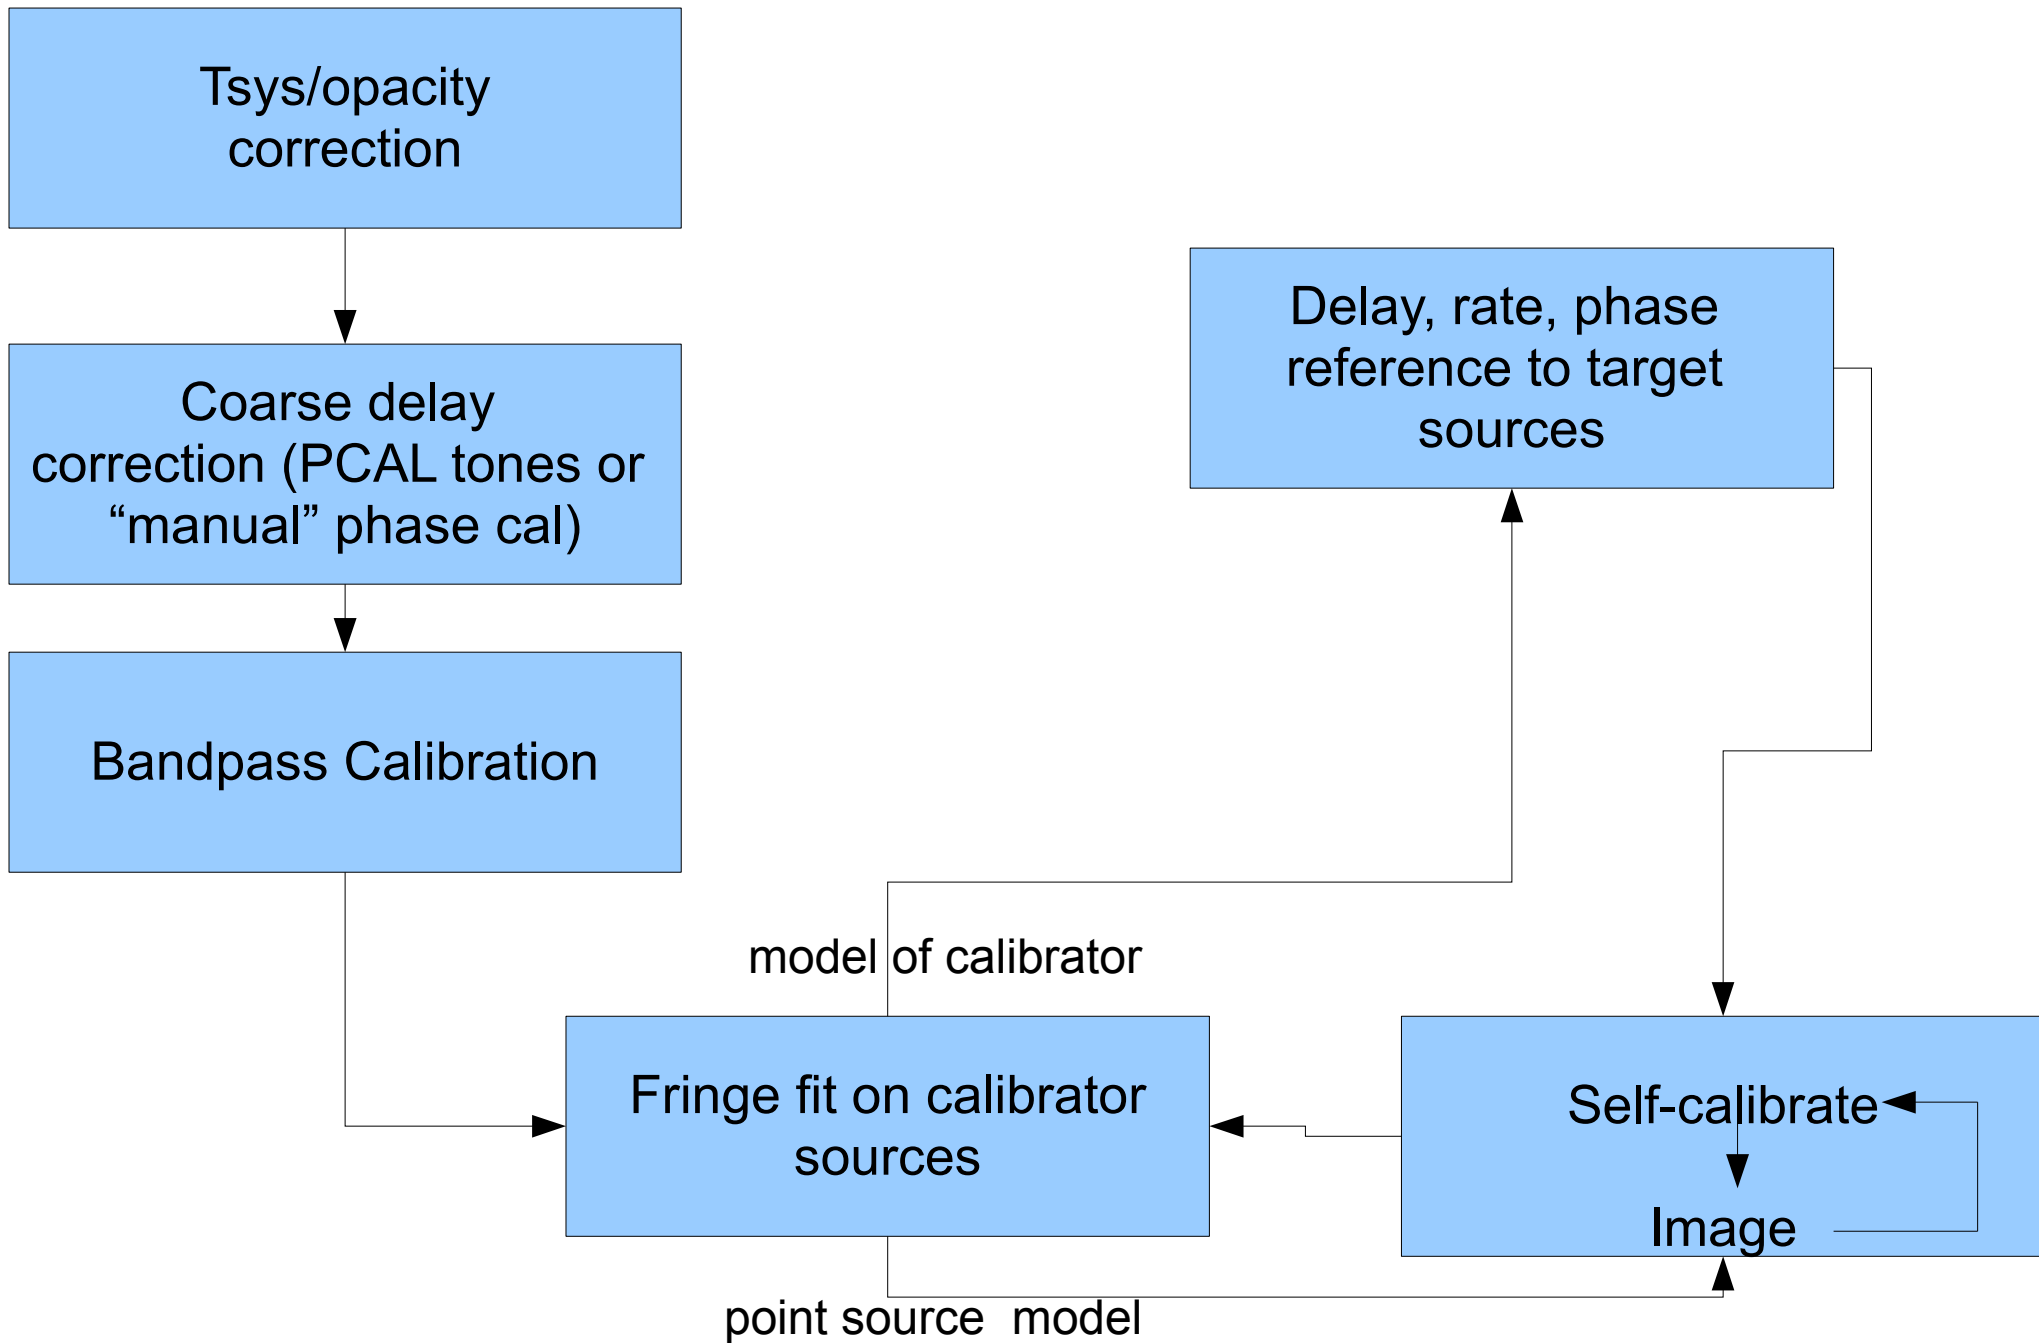 Tsys/opacity
correction
Coarse delay
correction (PCAL tones or
“manual” phase cal)
Bandpass Calibration
Delay, rate, phase
reference to target
sources
model of calibrator
Fringe fit on calibrator
sources
Self-calibrate
Image
point source  model